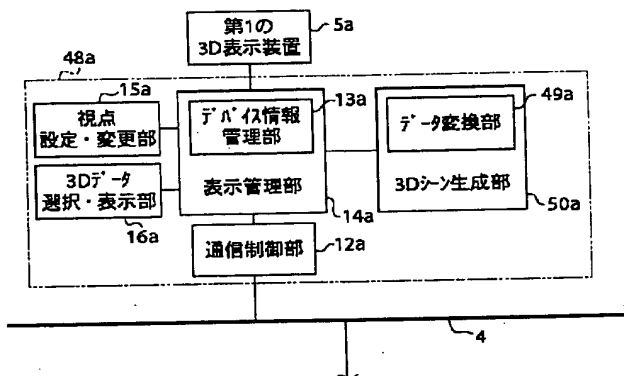 第1の
3D表示装置
5a
48a
15a
視点
設定・変更部
デバイス情報
管理部
13a
表示管理部
14a
データ変換部
49a
3Dシーン生成部
50a
3Dデータ
選択・表示部
16a
通信制御部
12a
4